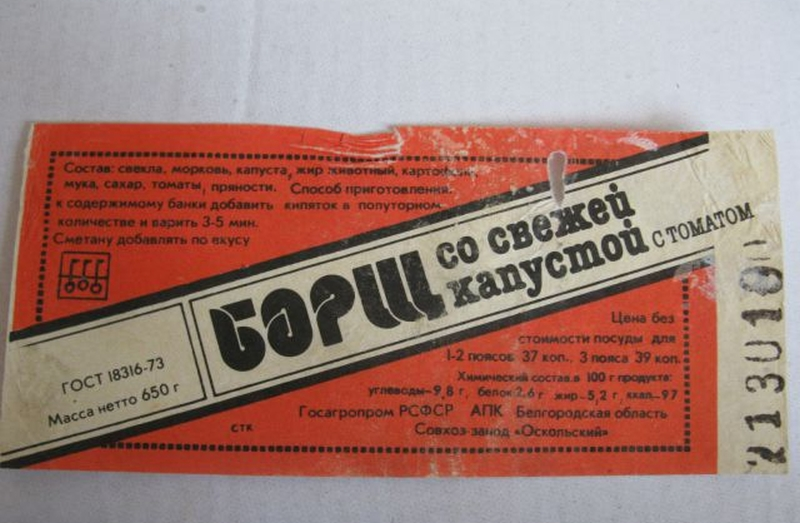 Состав: свекла, морковь, капуста, жир животный, картофель,
мука, сахар, томаты, пряности. Способ приготовления:
к содержимому банки добавить кипяток в полуторном
количестве и варить 3-5 мин.
Сметану добавлять по вкусу
БОРЩ
со свежей
капустой
С ТОМАТОМ
ГОСТ 18316-73
Масса нетто 650 г
Цена без
стоимости посуды для
1-2 поясов 37 коп., 3 пояса 39 коп.
Химический состав в 100 г продукта:
углеводы–9,8 г, белок 2,6 г жир–5,2 г, ккал–97
Госагропром РСФСР АПК Белгородская область
Совхоз-завод «Оскольский»
СТК